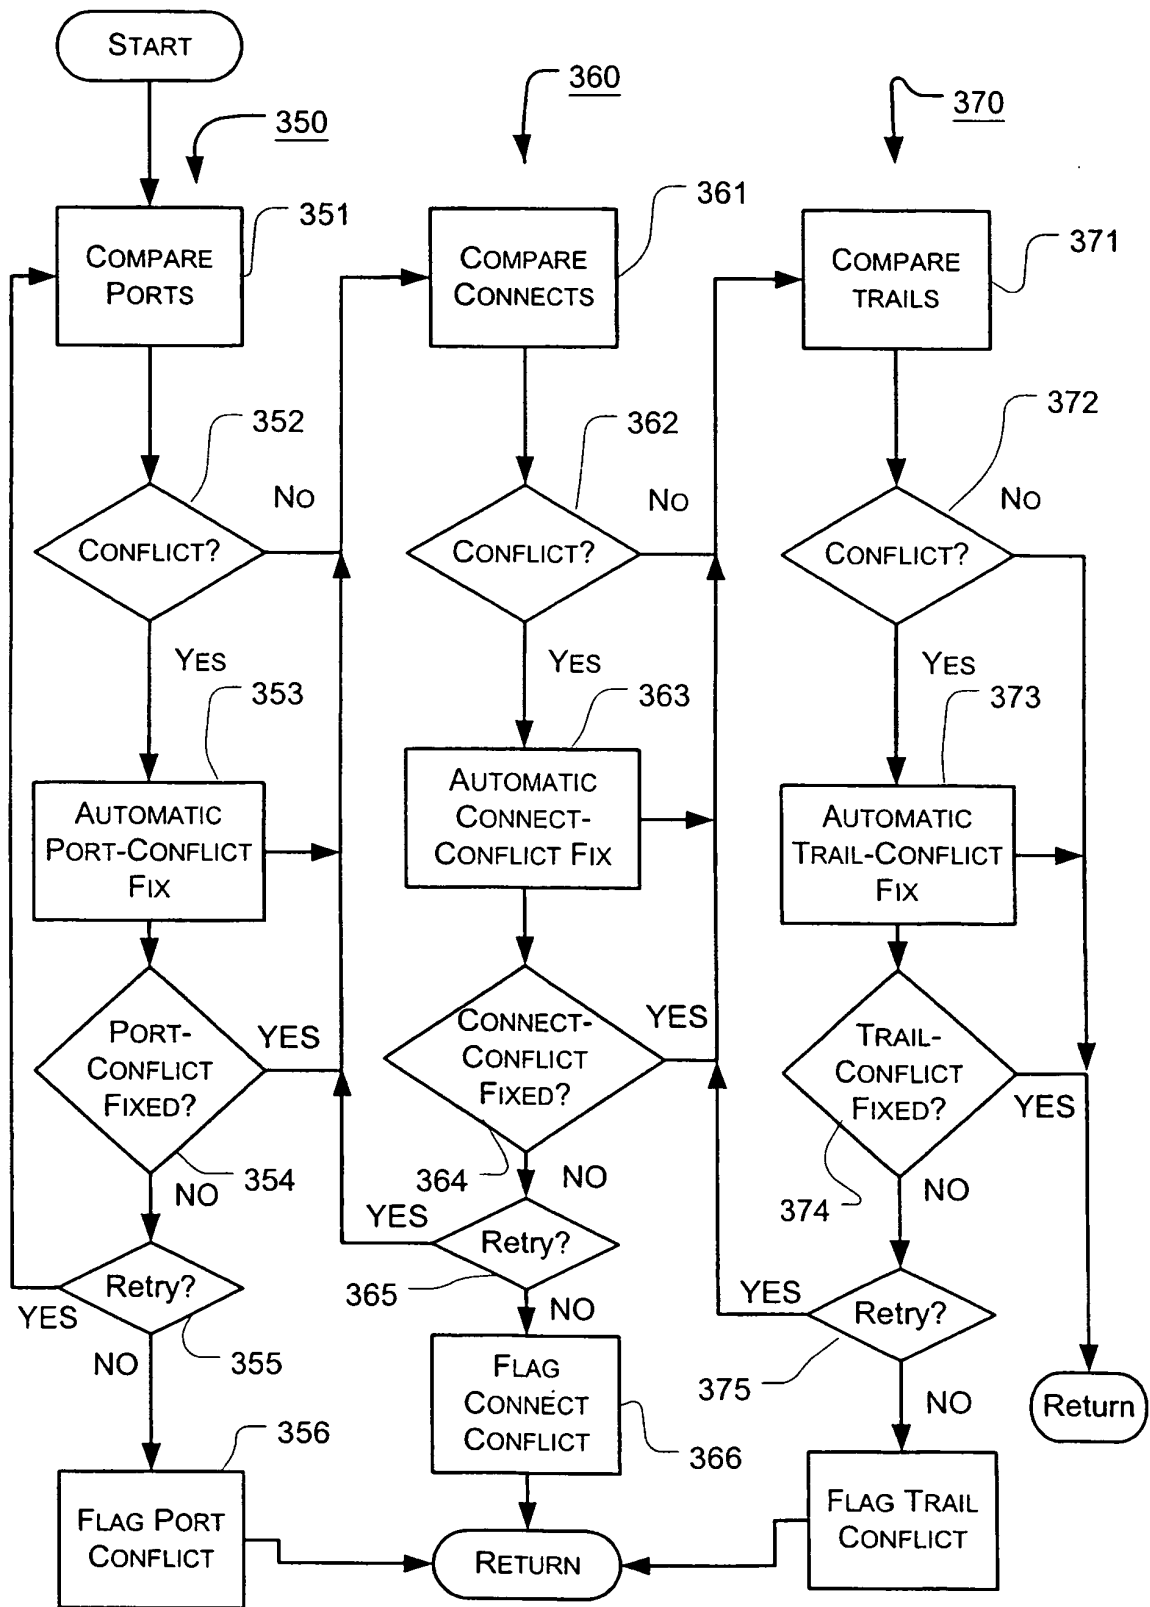 START
350
351
COMPARE
PORTS
352
CONFLICT?
NO
YES
353
AUTOMATIC
PORT-CONFLICT
FIX
PORT-
CONFLICT
FIXED?
YES
354
NO
Retry?
YES
355
NO
356
FLAG PORT
CONFLICT
360
361
COMPARE
CONNECTS
362
CONFLICT?
NO
YES
363
AUTOMATIC
CONNECT-
CONFLICT FIX
CONNECT-
CONFLICT
FIXED?
YES
364
NO
YES
Retry?
365
NO
FLAG
CONNECT
CONFLICT
366
RETURN
370
371
COMPARE
TRAILS
372
CONFLICT?
NO
YES
373
AUTOMATIC
TRAIL-CONFLICT
FIX
TRAIL-
CONFLICT
FIXED?
YES
374
NO
YES
Retry?
375
NO
Return
FLAG TRAIL
CONFLICT